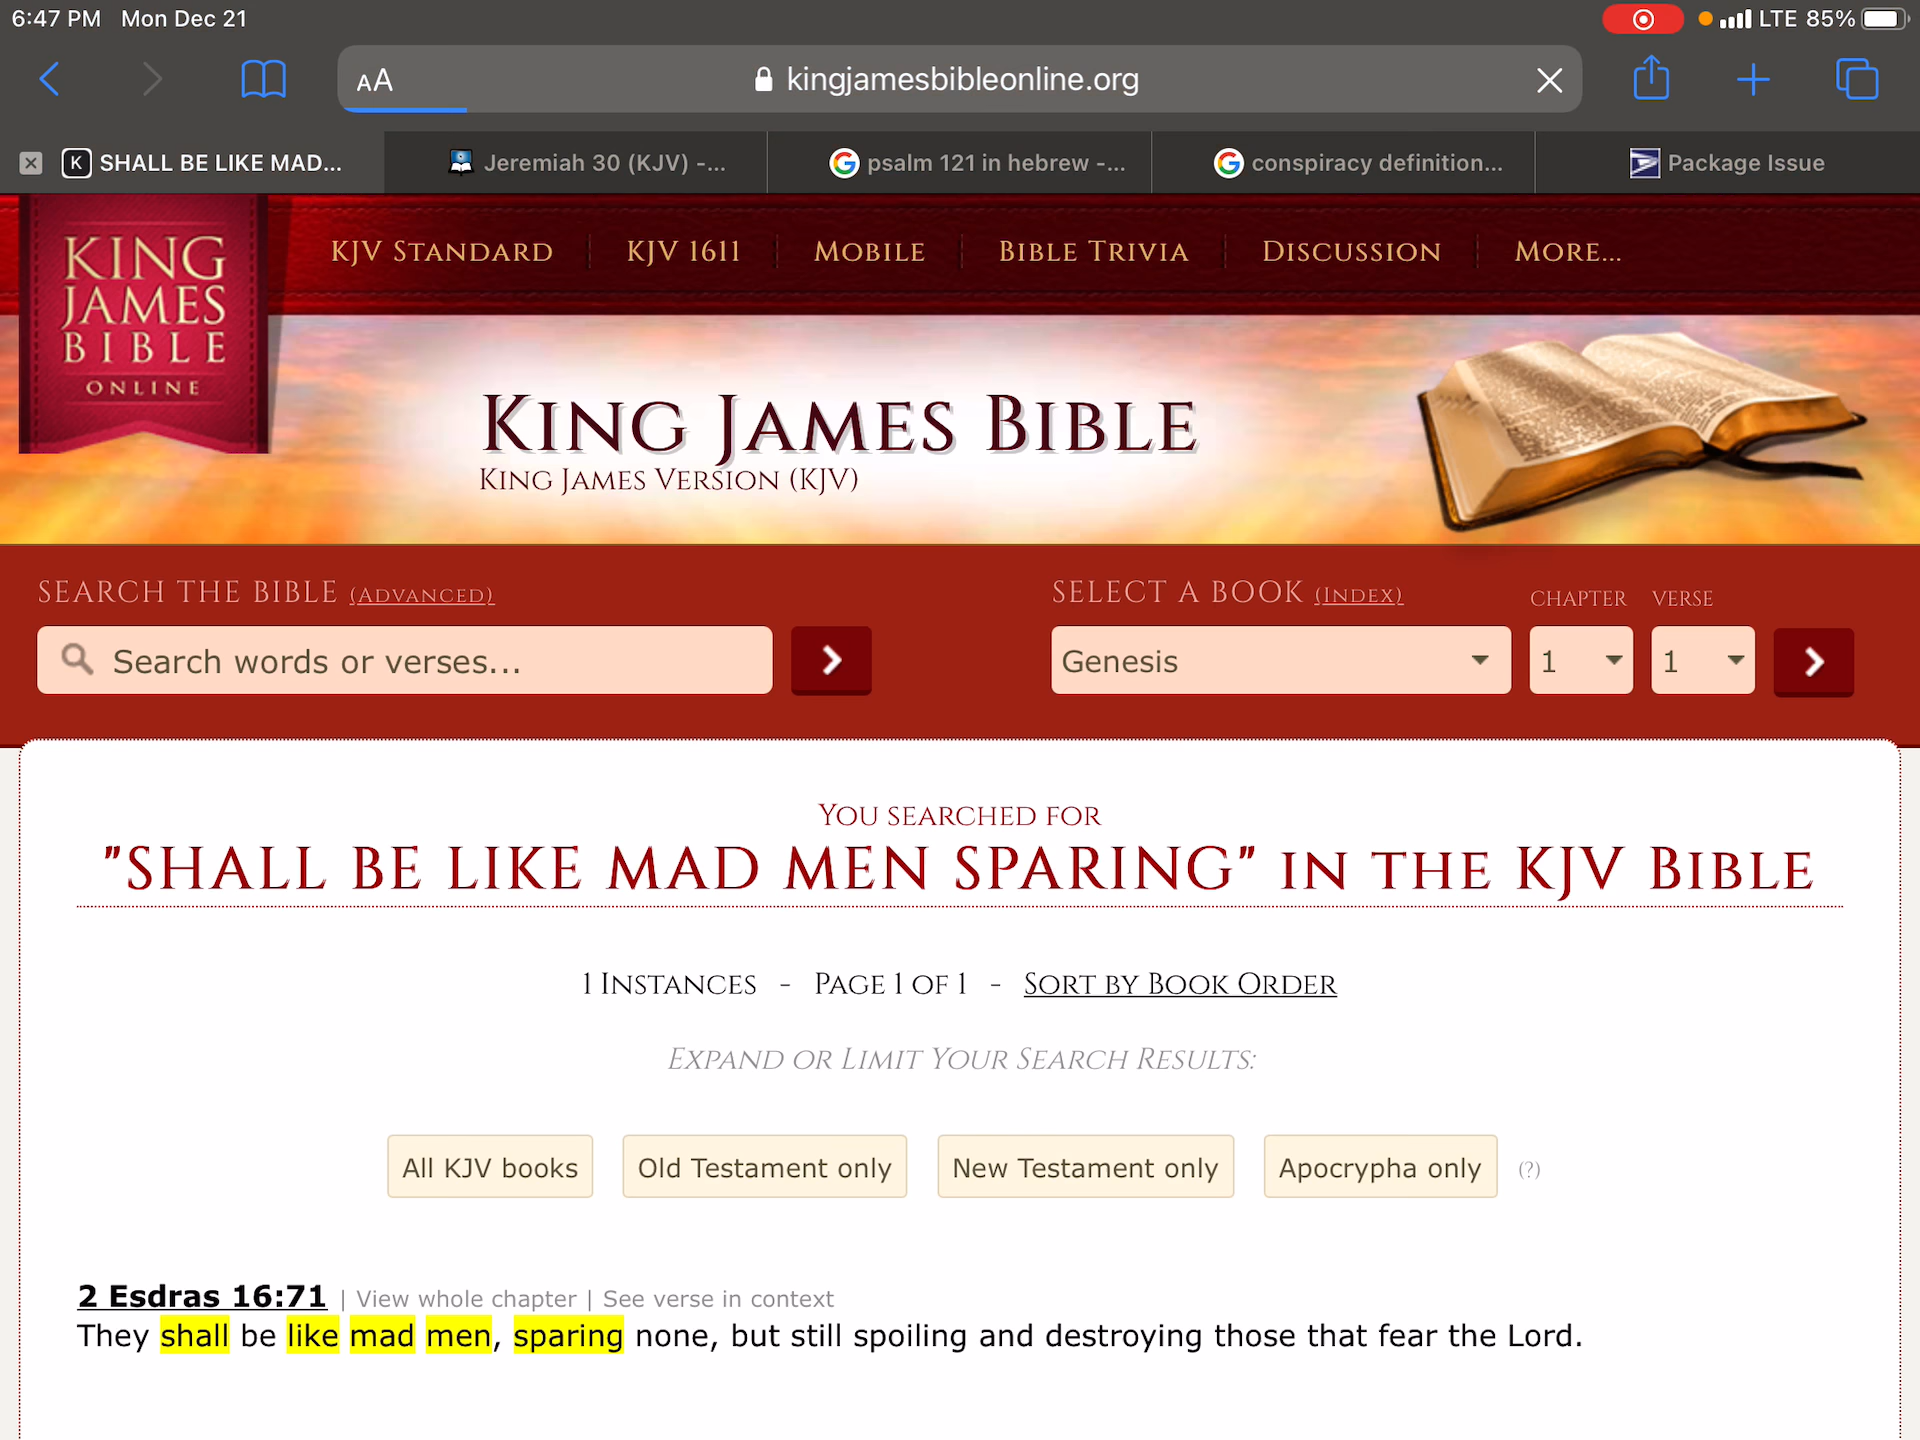 6:47 PM Mon Dec 21 LTE 85%
AA kingjamesbibleonline.org
K SHALL BE LIKE MAD... Jeremiah 30 (KJV) -... psalm 121 in hebrew -... conspiracy definition... Package Issue
KING JAMES BIBLE ONLINE
KJV STANDARD KJV 1611 MOBILE BIBLE TRIVIA DISCUSSION MORE...
KING JAMES BIBLE
KING JAMES VERSION (KJV)
SEARCH THE BIBLE (ADVANCED) SELECT A BOOK (INDEX) CHAPTER VERSE
Search words or verses... Genesis 1 1
YOU SEARCHED FOR
"SHALL BE LIKE MAD MEN SPARING" IN THE KJV BIBLE
1 INSTANCES - PAGE 1 OF 1 - SORT BY BOOK ORDER
EXPAND OR LIMIT YOUR SEARCH RESULTS:
All KJV books Old Testament only New Testament only Apocrypha only (?)
2 Esdras 16:71 | View whole chapter | See verse in context
They shall be like mad men, sparing none, but still spoiling and destroying those that fear the Lord.